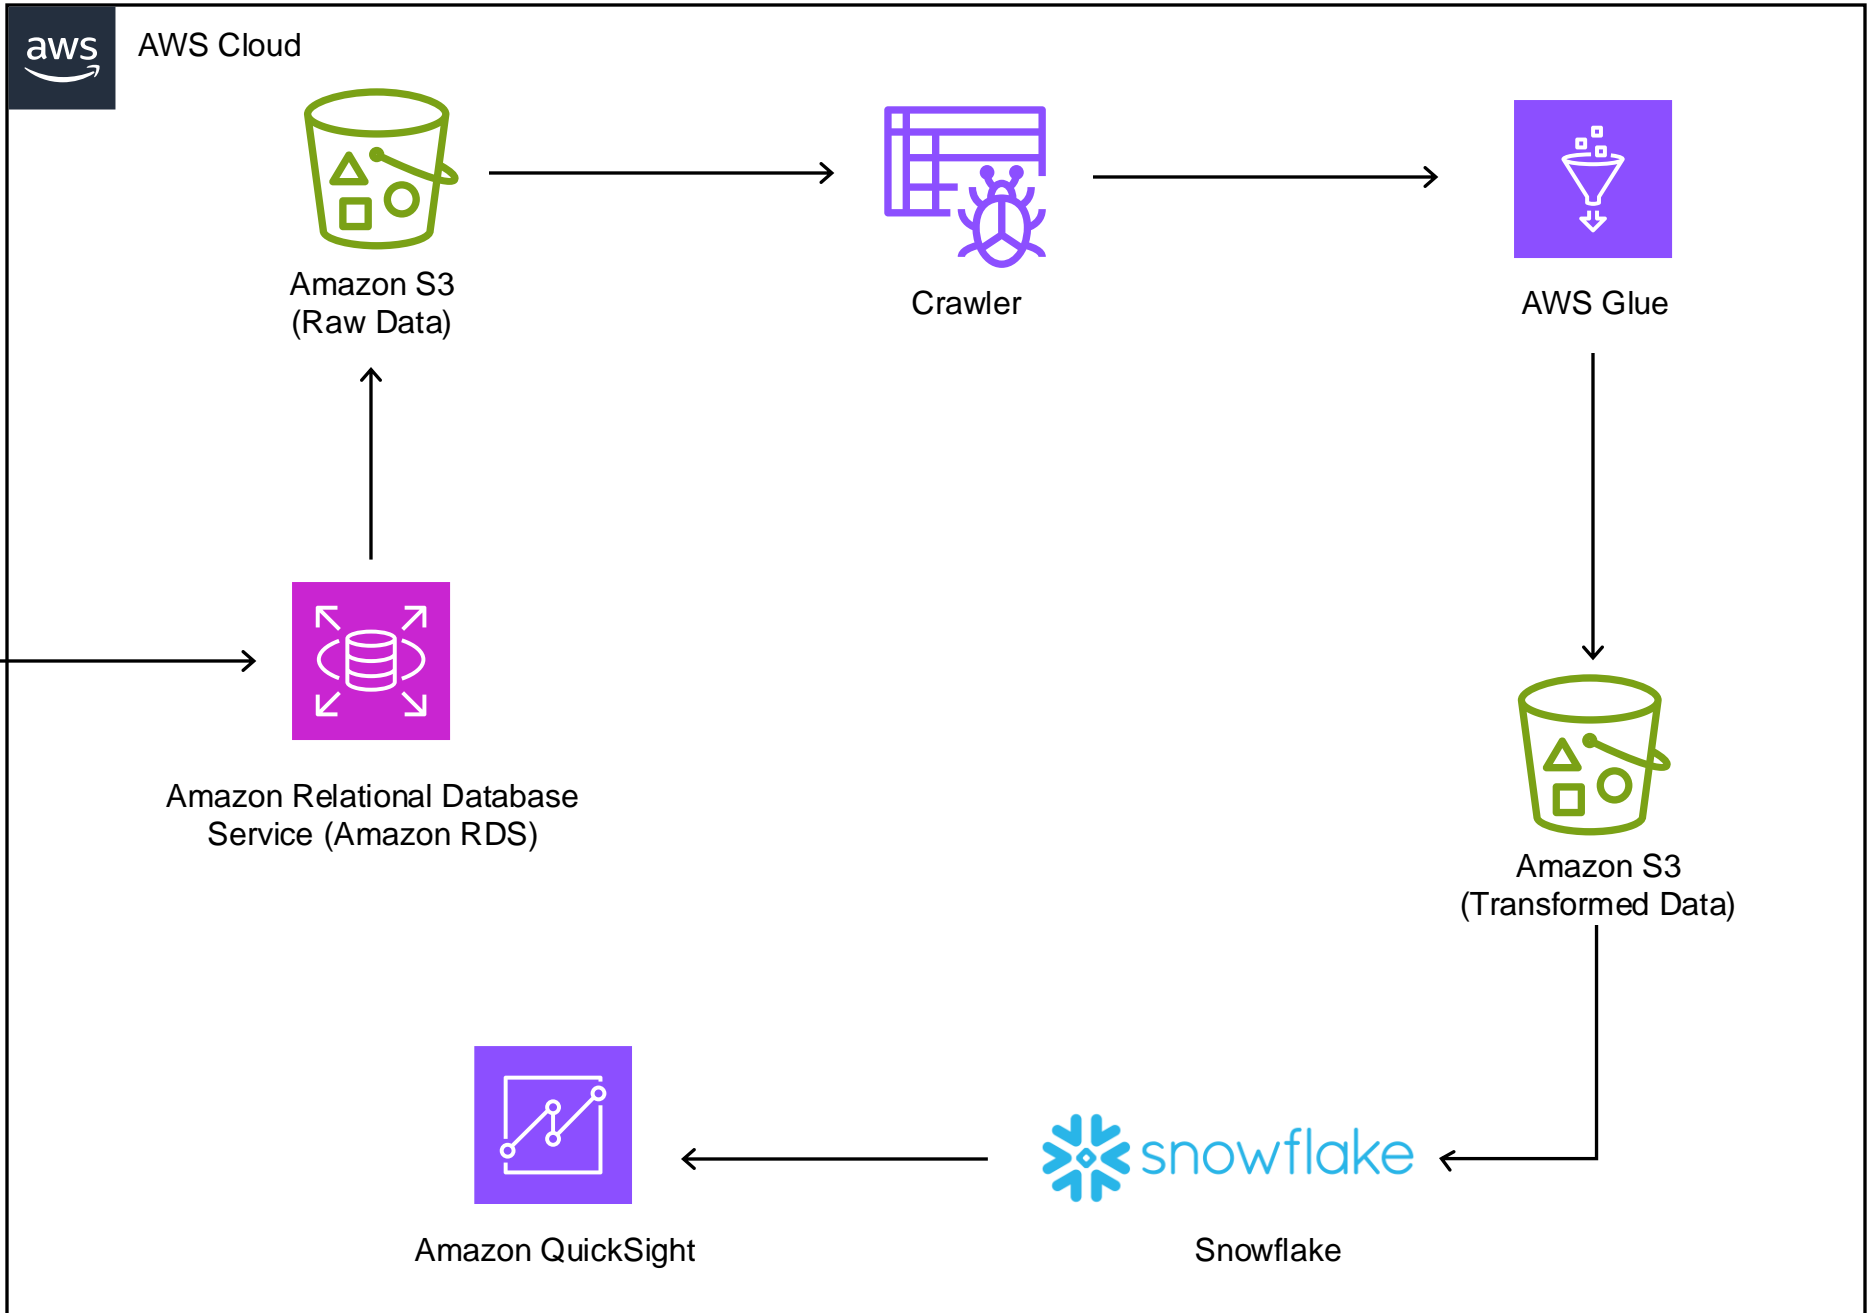 aws
AWS Cloud
Amazon S3
(Raw Data)
Crawler
AWS Glue
Amazon Relational Database
Service (Amazon RDS)
Amazon S3
(Transformed Data)
snowflake
Amazon QuickSight
Snowflake